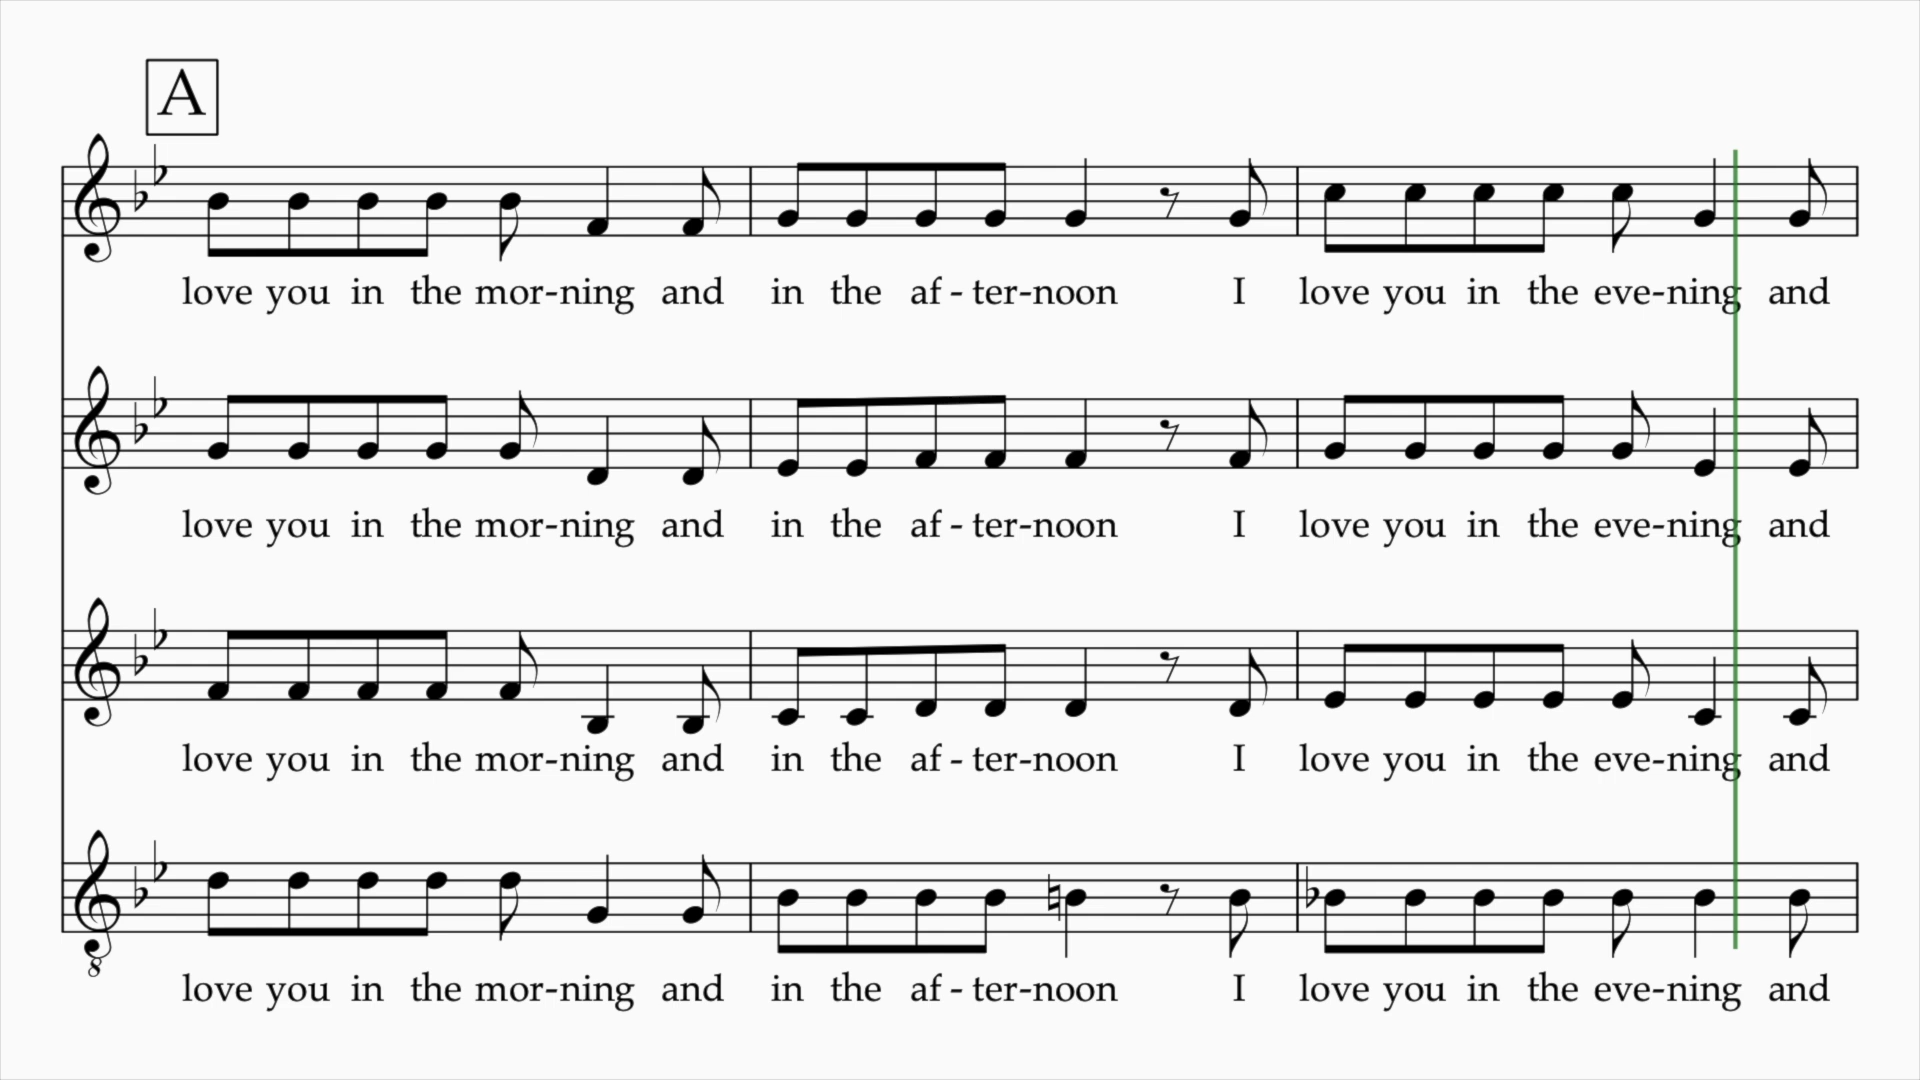 A
love you in the mor-ning and in the af - ter-noon I love you in the eve-ning and
love you in the mor-ning and in the af - ter-noon I love you in the eve-ning and
love you in the mor-ning and in the af - ter-noon I love you in the eve-ning and
8
love you in the mor-ning and in the af - ter-noon I love you in the eve-ning and